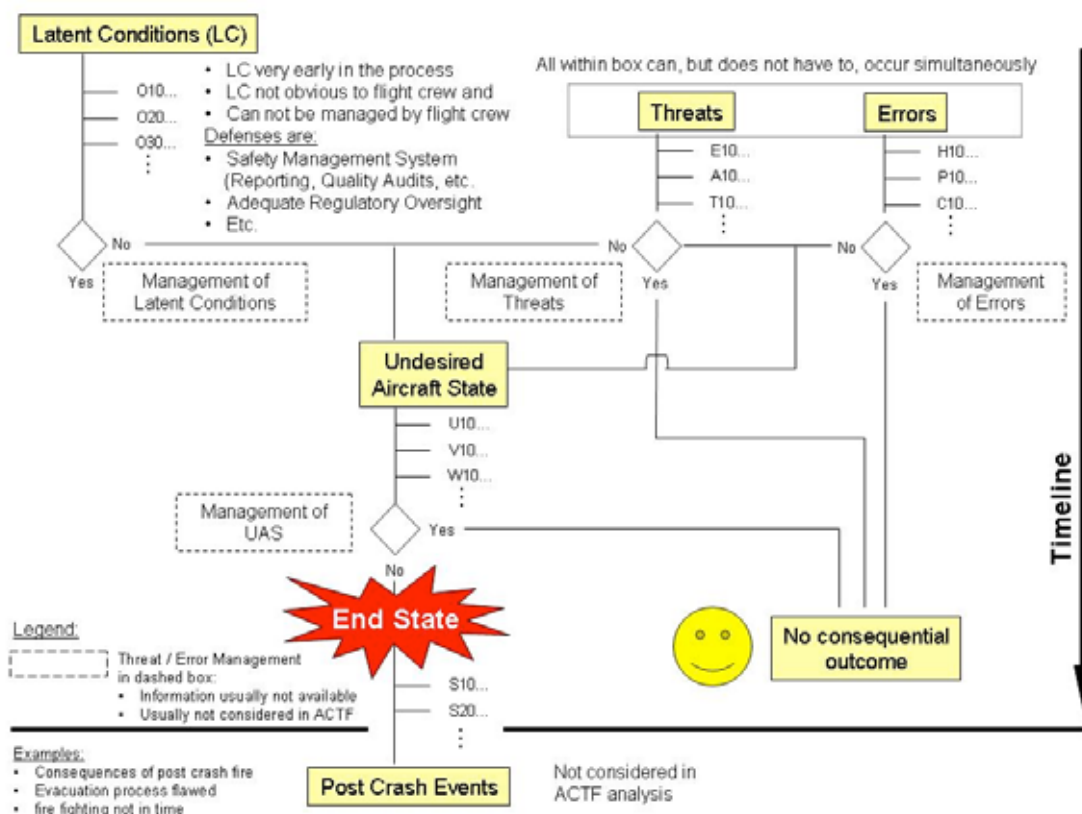 Latent Conditions (LC)
• LC very early in the process
• LC not obvious to flight crew and
• Can not be managed by flight crew
Defenses are:
• Safety Management System
(Reporting, Quality Audits, etc.
• Adequate Regulatory Oversight
• Etc.
O10...
O20...
O30...
All within box can, but does not have to, occur simultaneously
Threats
Errors
E10...
A10...
T10...
H10...
P10...
C10...
No
Yes
Management of
Latent Conditions
No
Yes
Management of
Threats
No
Yes
Management
of Errors
Undesired
Aircraft State
U10...
V10...
W10...
Management of
UAS
Yes
No
End State
S10...
S20...
No consequential
outcome
Timeline
Legend:
Threat / Error Management
in dashed box:
• Information usually not available
• Usually not considered in ACTF
Examples:
• Consequences of post crash fire
• Evacuation process flawed
• fire fighting not in time
Post Crash Events
Not considered in
ACTF analysis